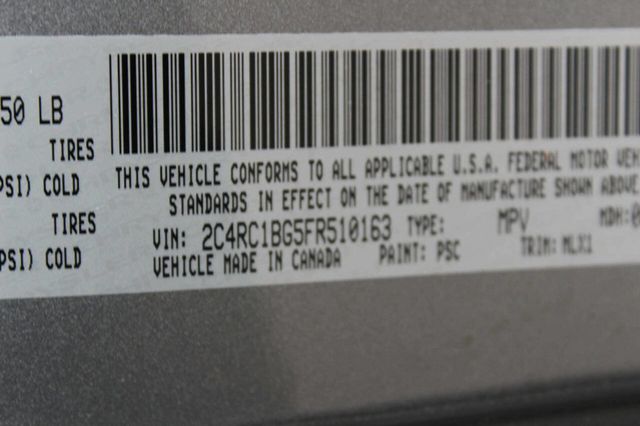 50 LB
TIRES
PSI) COLD
TIRES
PSI) COLD
THIS VEHICLE CONFORMS TO ALL APPLICABLE U.S.A. FEDERAL MOTOR VEH
STANDARDS IN EFFECT ON THE DATE OF MANUFACTURE SHOWN ABOVE
VIN: 2C4RC1BG5FR510163 TYPE: MPV MDH:0
VEHICLE MADE IN CANADA PAINT: PSC TRIM: MLX1